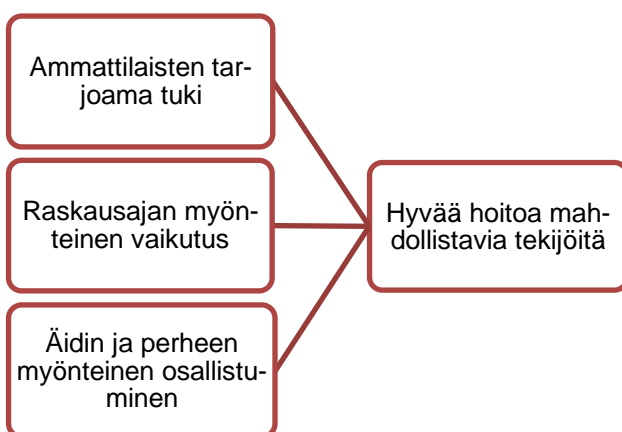 Ammattilaisten tar-
joama tuki
Raskausajan myön-
teinen vaikutus
Hyvää hoitoa mah-
dollistavia tekijöitä
Äidin ja perheen
myönteinen osallistu-
minen